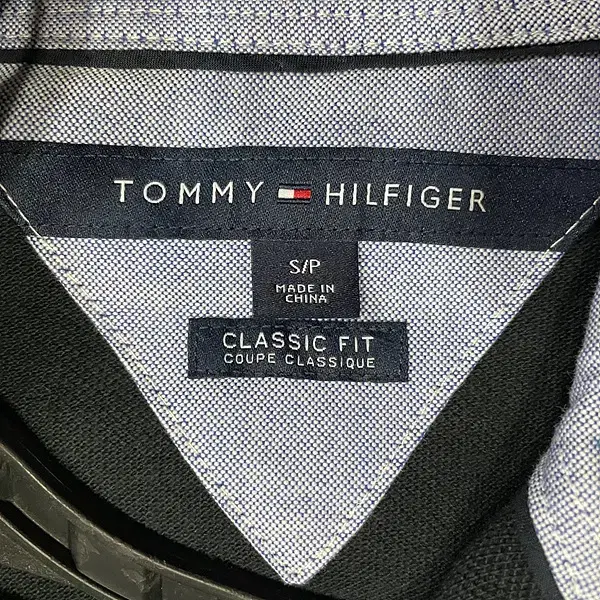 TOMMY HILFIGER
S/P
MADE IN
CHINA
CLASSIC FIT
COUPE CLASSIQUE